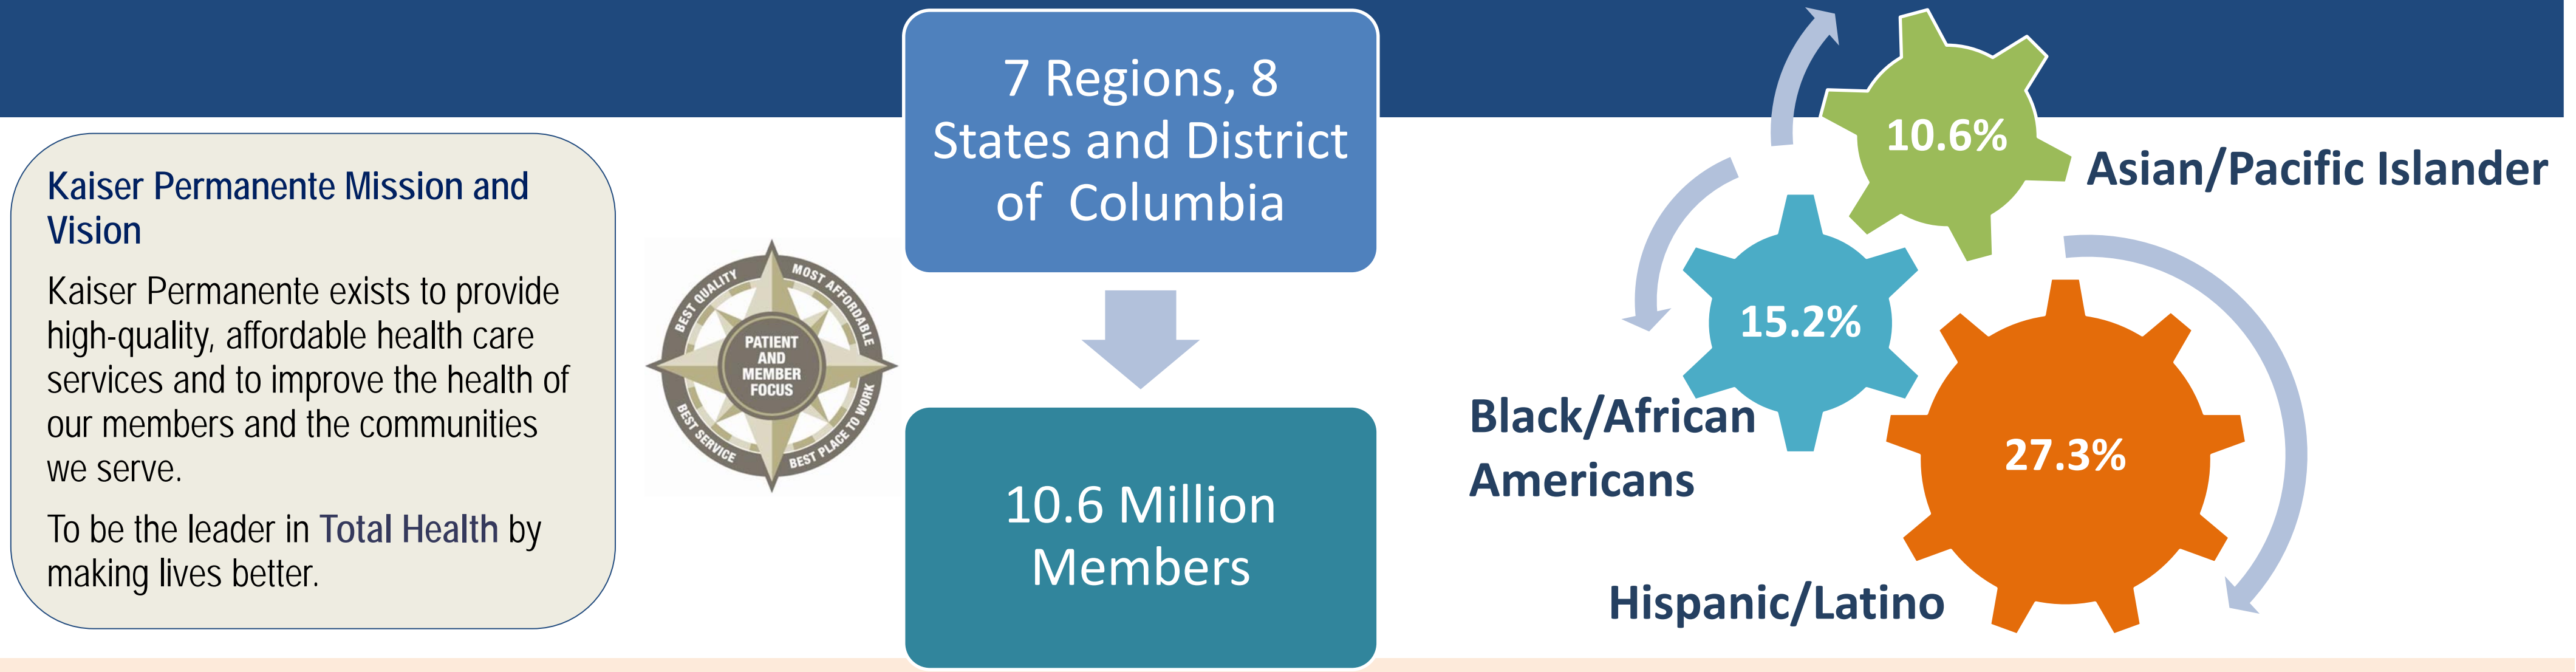 Kaiser Permanente Mission and
Vision
Kaiser Permanente exists to provide
high-quality, affordable health care
services and to improve the health of
our members and the communities
we serve.
To be the leader in Total Health by
making lives better.
BEST QUALITY
MOST AFFORDABLE
PATIENT
AND
MEMBER
FOCUS
BEST SERVICE
BEST PLACE TO WORK
7 Regions, 8
States and District
of Columbia
10.6 Million
Members
10.6%
Asian/Pacific Islander
15.2%
Black/African
Americans
27.3%
Hispanic/Latino